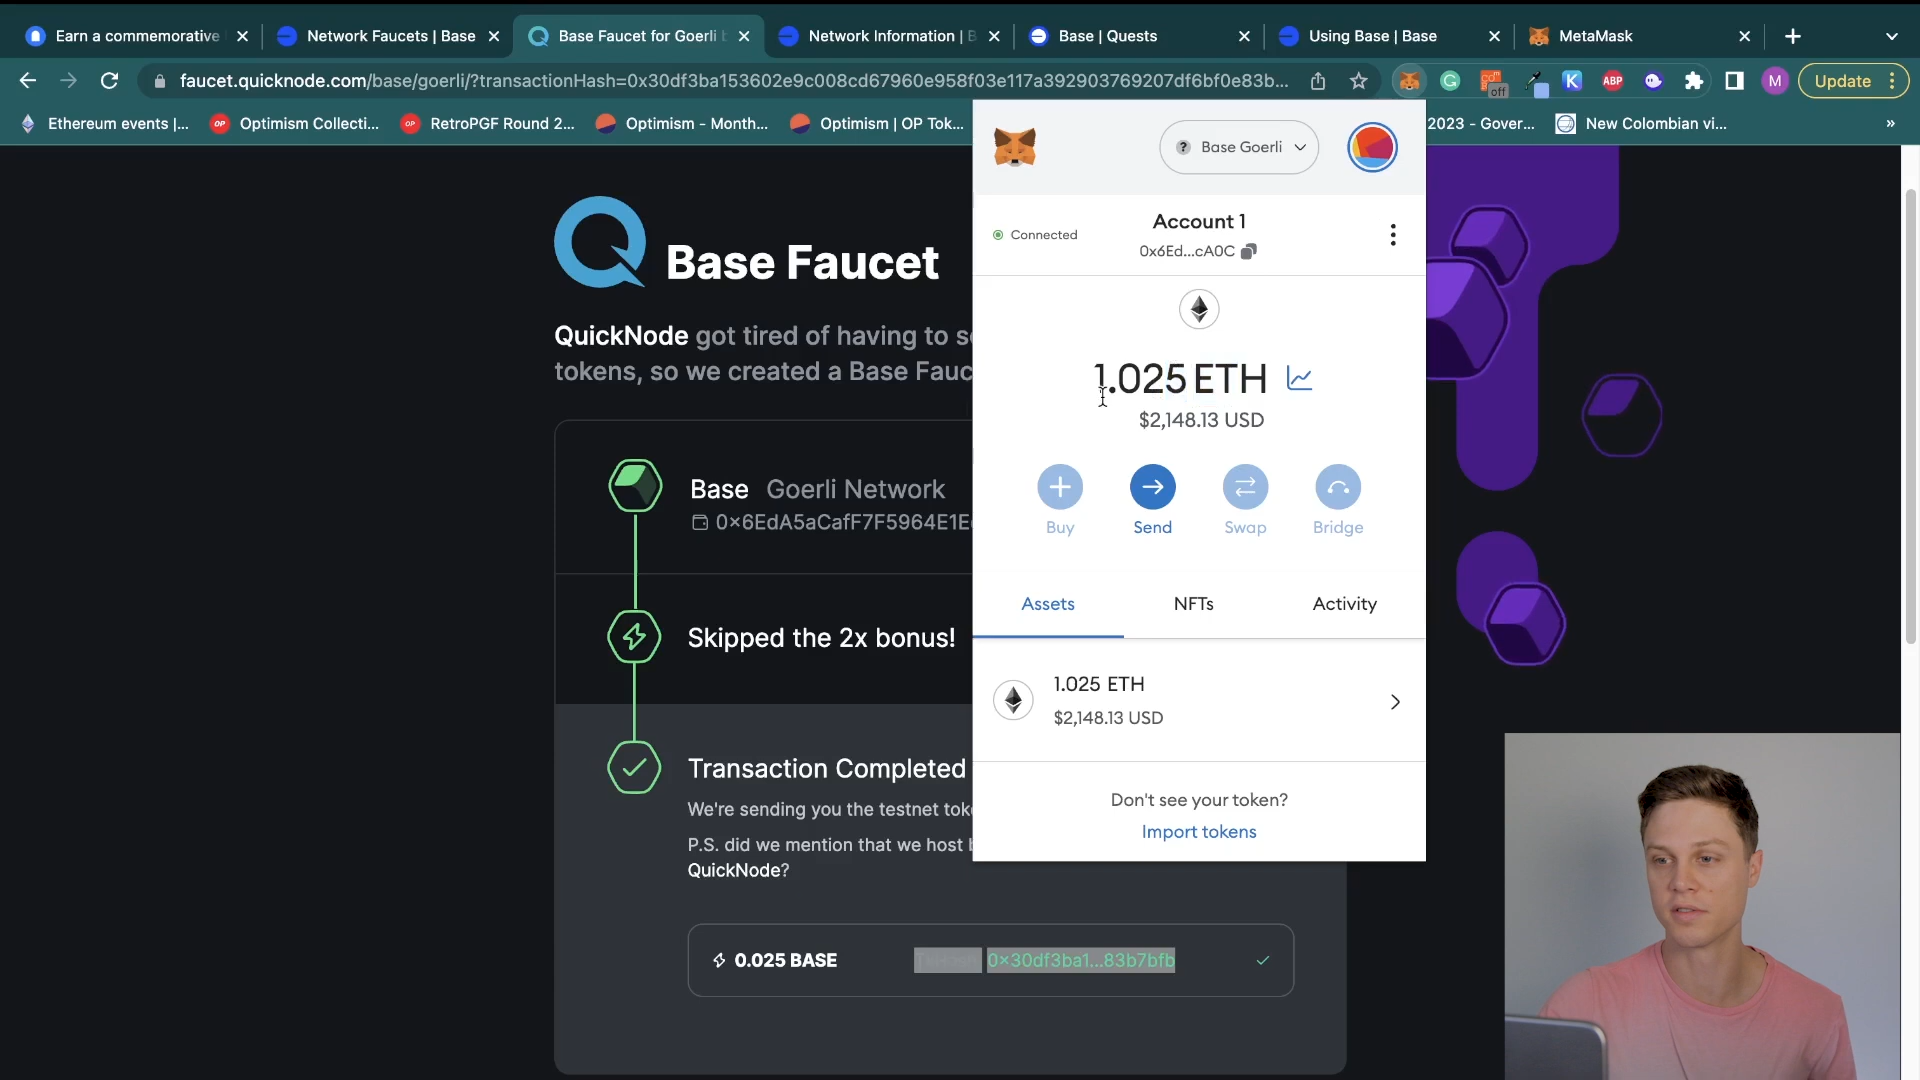 Earn a commemorative
Network Faucets | Base
Base Faucet for Goerli
Network Information |
Base | Quests
Using Base | Base
MetaMask
faucet.quicknode.com/base/goerli/?transactionHash=0x30df3ba153602e9c008cd67960e958f03e117a392903769207df6bf0e83b...
off
ABP
M
Update
Ethereum events |...
OP
Optimism Collecti...
OP
RetroPGF Round 2...
Optimism - Month...
Optimism | OP Tok...
2023 - Gover...
New Colombian vi...
»
Base Goerli
Account 1
Connected
0x6Ed...cA0C
1.025 ETH
$2,148.13 USD
Buy
Send
Swap
Bridge
Assets
NFTs
Activity
1.025 ETH
$2,148.13 USD
Don't see your token?
Import tokens
Base Faucet
QuickNode got tired of having to
tokens, so we created a Base
Base Goerli Network
0x6EdA5aCafF7F5964E1E
Skipped the 2x bonus!
Transaction Completed
We're sending you the testnet
P.S. did we mention that we host
QuickNode?
0.025 BASE
0x30df3ba1...83b7bfb